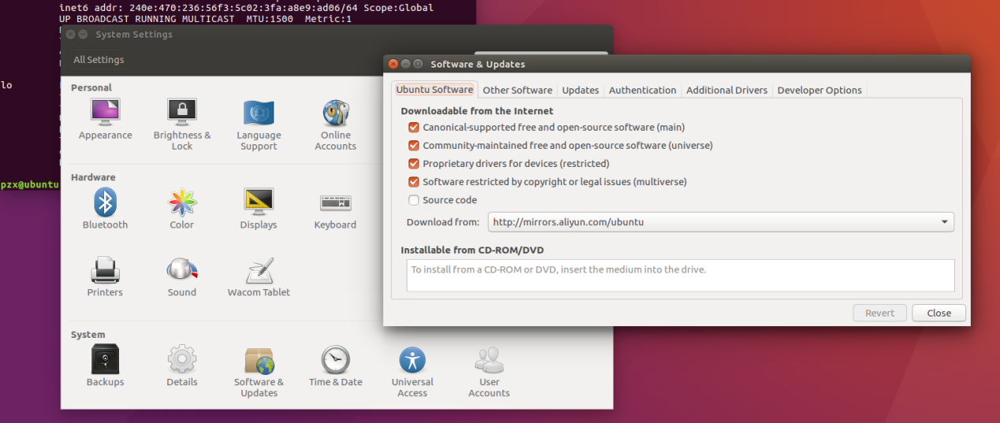 inet6 addr: 240e:470:236:56f3:5c02:3fa:a8e9:ad06/64 Scope:Global
UP BROADCAST RUNNING MULTICAST MTU:1500 Metric:1
System Settings
All Settings
lo
pzx@ubuntu
Personal
Appearance
Brightness &
Lock
Language
Support
Online
Accounts
Hardware
Bluetooth
Color
Displays
Keyboard
Printers
Sound
Wacom Tablet
System
Backups
Details
Software &
Updates
Time & Date
Universal
Access
User
Accounts
Software & Updates
Ubuntu Software
Other Software
Updates
Authentication
Additional Drivers
Developer Options
Downloadable from the Internet
Canonical-supported free and open-source software (main)
Community-maintained free and open-source software (universe)
Proprietary drivers for devices (restricted)
Software restricted by copyright or legal issues (multiverse)
Source code
Download from: http://mirrors.aliyun.com/ubuntu
Installable from CD-ROM/DVD
To install from a CD-ROM or DVD, insert the medium into the drive.
Revert
Close